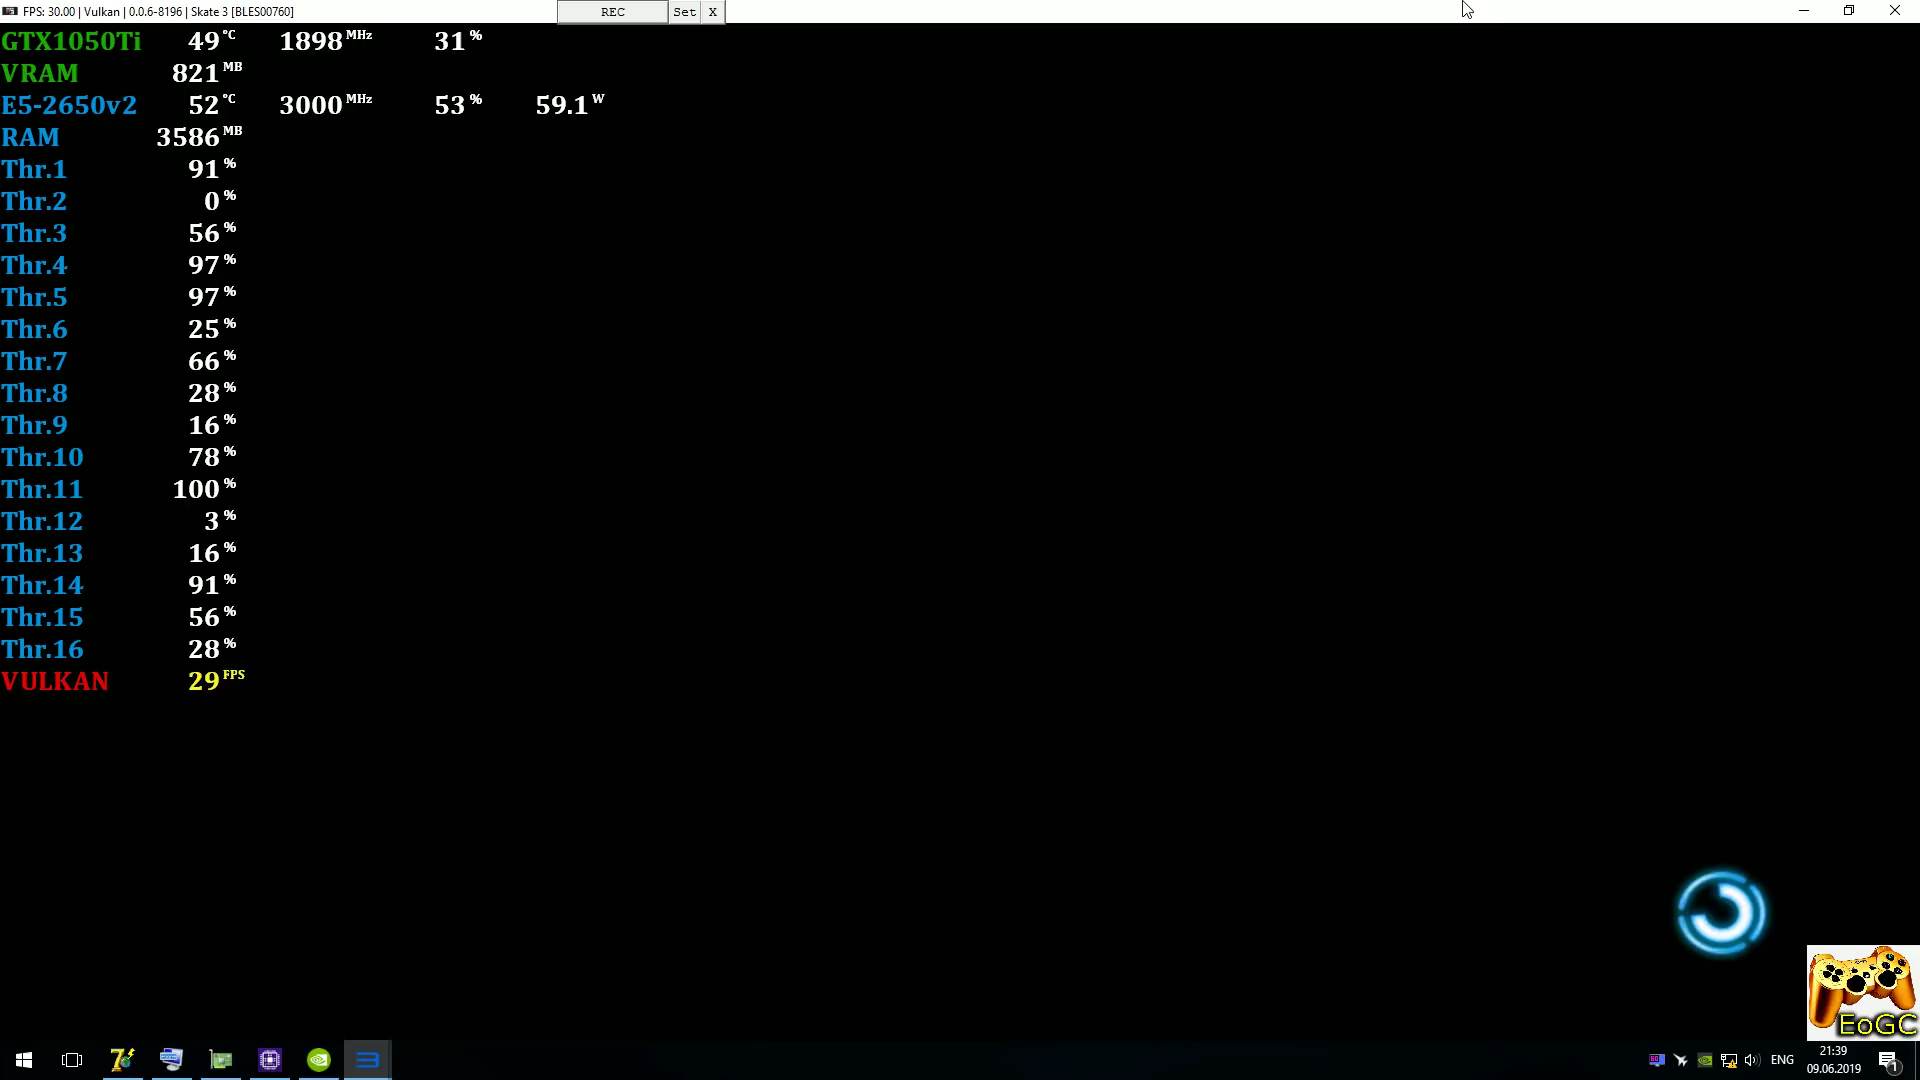 FPS: 30.00 | Vulkan | 0.0.6-8196 | Skate 3 [BLES00760]
REC Set X
GTX1050Ti 49 °C 1898 MHz 31 %
VRAM 821 MB
E5-2650v2 52 °C 3000 MHz 53 % 59.1 W
RAM 3586 MB
Thr.1 91 %
Thr.2 0 %
Thr.3 56 %
Thr.4 97 %
Thr.5 97 %
Thr.6 25 %
Thr.7 66 %
Thr.8 28 %
Thr.9 16 %
Thr.10 78 %
Thr.11 100 %
Thr.12 3 %
Thr.13 16 %
Thr.14 91 %
Thr.15 56 %
Thr.16 28 %
VULKAN 29 FPS
EoGC
ENG
21:39
09.06.2019
1